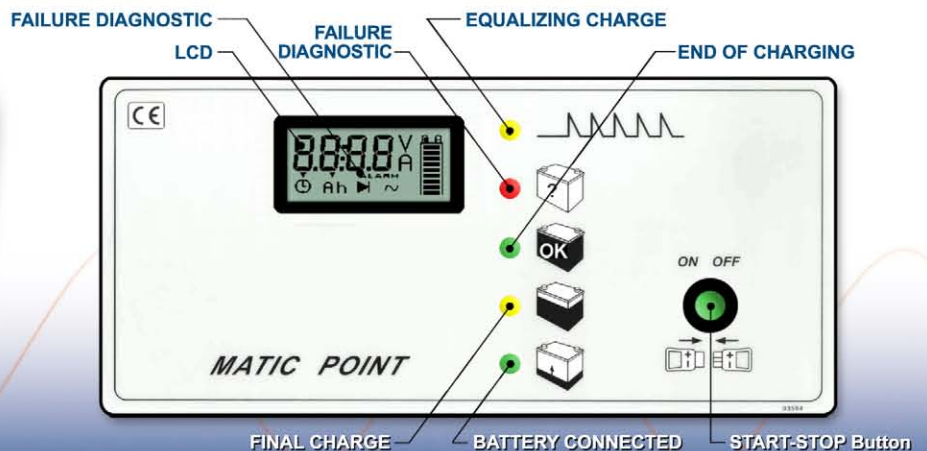 FAILURE DIAGNOSTIC
EQUALIZING CHARGE
LCD
FAILURE
DIAGNOSTIC
END OF CHARGING
CE
8.8:8.8 V
A
ALARM
Ah
?
OK
ON OFF
MATIC POINT
03594
FINAL CHARGE
BATTERY CONNECTED
START-STOP Button